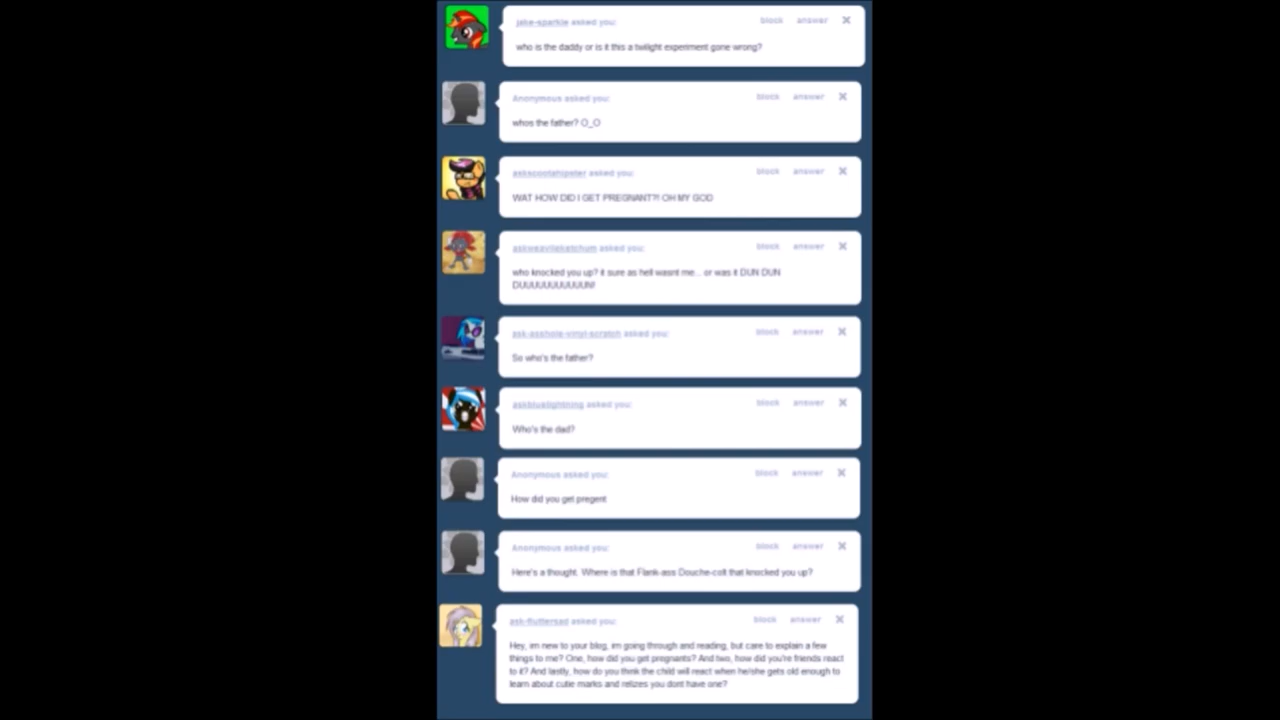 jake-sparkle asked you: block answer X
who is the daddy or is it this a twilight experiment gone wrong?
Anonymous asked you: block answer X
whos the father? O_O
askscootahipster asked you: block answer X
WAT HOW DID I GET PREGNANT?! OH MY GOD
asked you: block answer X
who knocked you up? it sure as hell wasnt me... or was it DUN DUN
DUUUUUUUUUUUN!
ask-asshole-vinyl-scratch asked you: block answer X
So who's the father?
askbluelightning asked you: block answer X
Who's the dad?
Anonymous asked you: block answer X
How did you get pregent
Anonymous asked you: block answer X
Here's a thought. Where is that Flank-ass Douche-colt that knocked you up?
ask-fluttersad asked you: block answer X
Hey, im new to your blog, im going through and reading, but care to explain a few
things to me? One, how did you get pregnants? And two, how did you're friends react
to it? And lastly, how do you think the child will react when he/she gets old enough to
learn about cutie marks and relizes you dont have one?